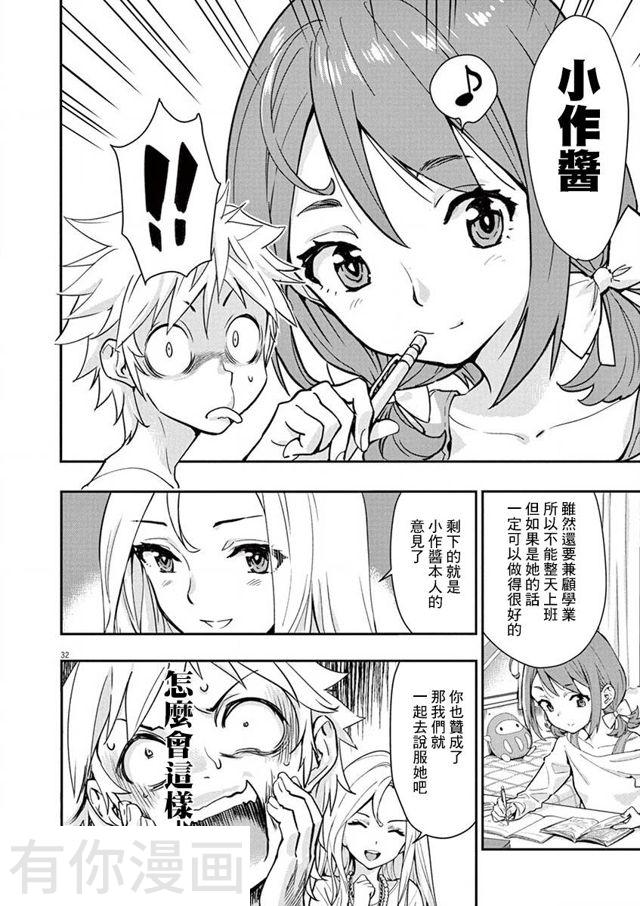 小作醬
!!
雖然還要兼顧學業
所以不能整天上班
但如果是她的話
一定可以做得很好的
剩下的就是
小作醬本人的
意見了
32
你也贊成了
那我們就
一起去說服她吧
怎麼會這樣
有你漫画